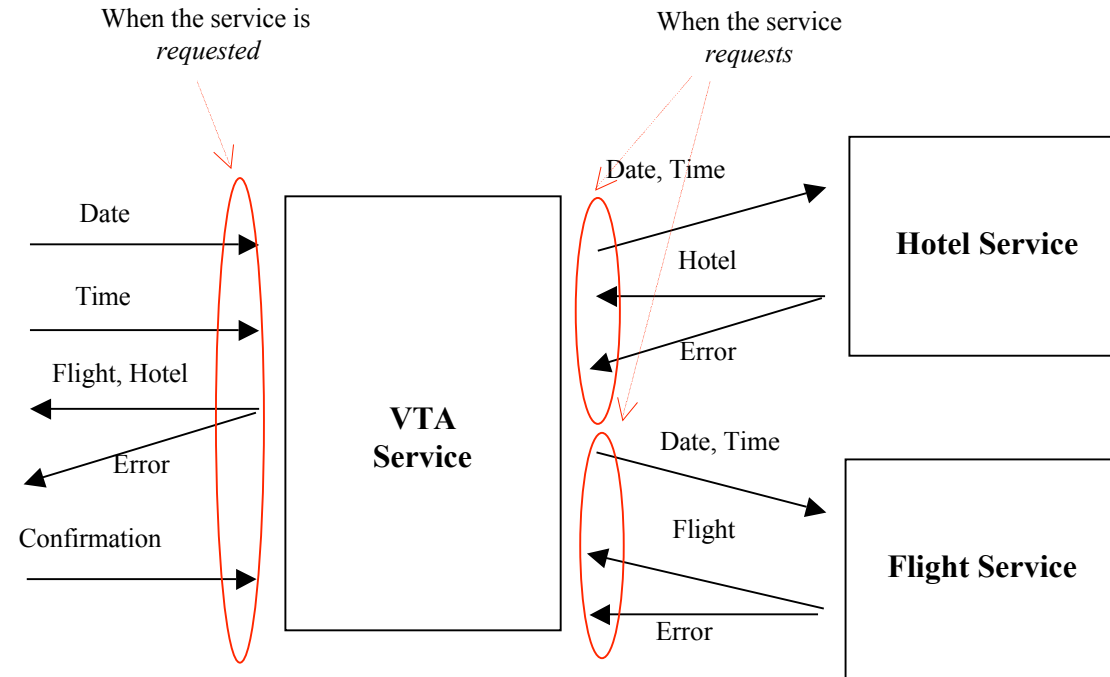 When the service is
requested
When the service
requests
Date
Time
Flight, Hotel
Error
Confirmation
VTA
Service
Date, Time
Hotel
Error
Hotel Service
Date, Time
Flight
Error
Flight Service